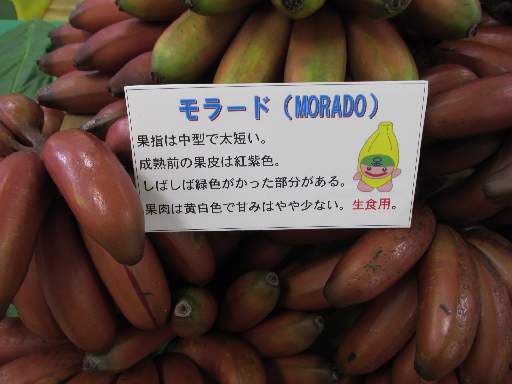 モラード（MORADO）
果指は中型で太短い。
成熟前の果皮は紅紫色。
しばしば緑色がかった部分がある。
果肉は黄白色で甘みはやや少ない。生食用。